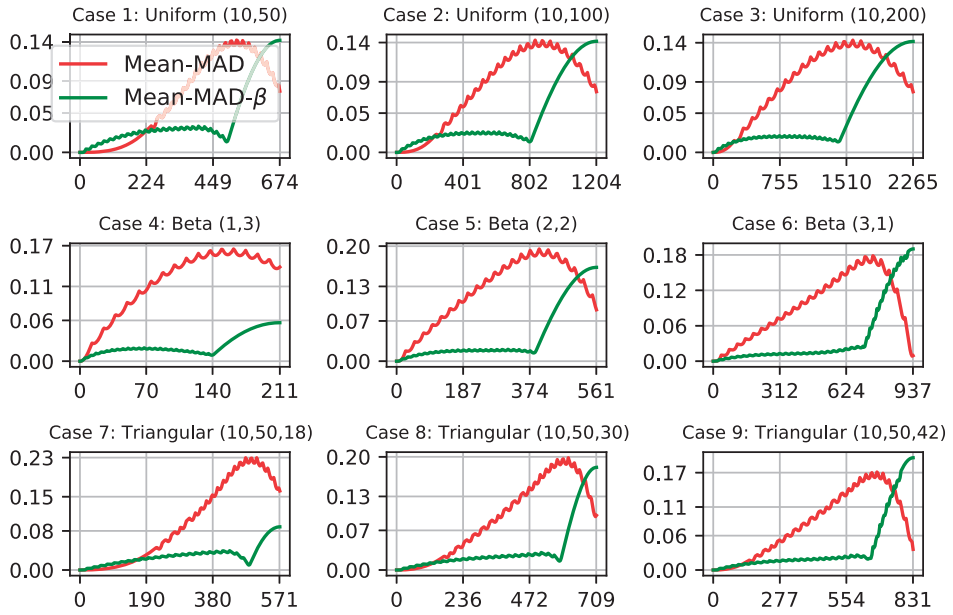 Case 1: Uniform (10,50) Case 2: Uniform (10,100) Case 3: Uniform (10,200)
0.14 0.14 0.14
Mean-MAD
0.09 0.09 0.09
Mean-MAD-β
0.05 0.05 0.05
0.00 0.00 0.00
0 224 449 674 0 401 802 1204 0 755 1510 2265
Case 4: Beta (1,3) Case 5: Beta (2,2) Case 6: Beta (3,1)
0.17 0.20 0.18
0.11 0.13 0.12
0.06 0.07 0.06
0.00 0.00 0.00
0 70 140 211 0 187 374 561 0 312 624 937
Case 7: Triangular (10,50,18) Case 8: Triangular (10,50,30) Case 9: Triangular (10,50,42)
0.23 0.20 0.17
0.15 0.13 0.11
0.08 0.07 0.06
0.00 0.00 0.00
0 190 380 571 0 236 472 709 0 277 554 831